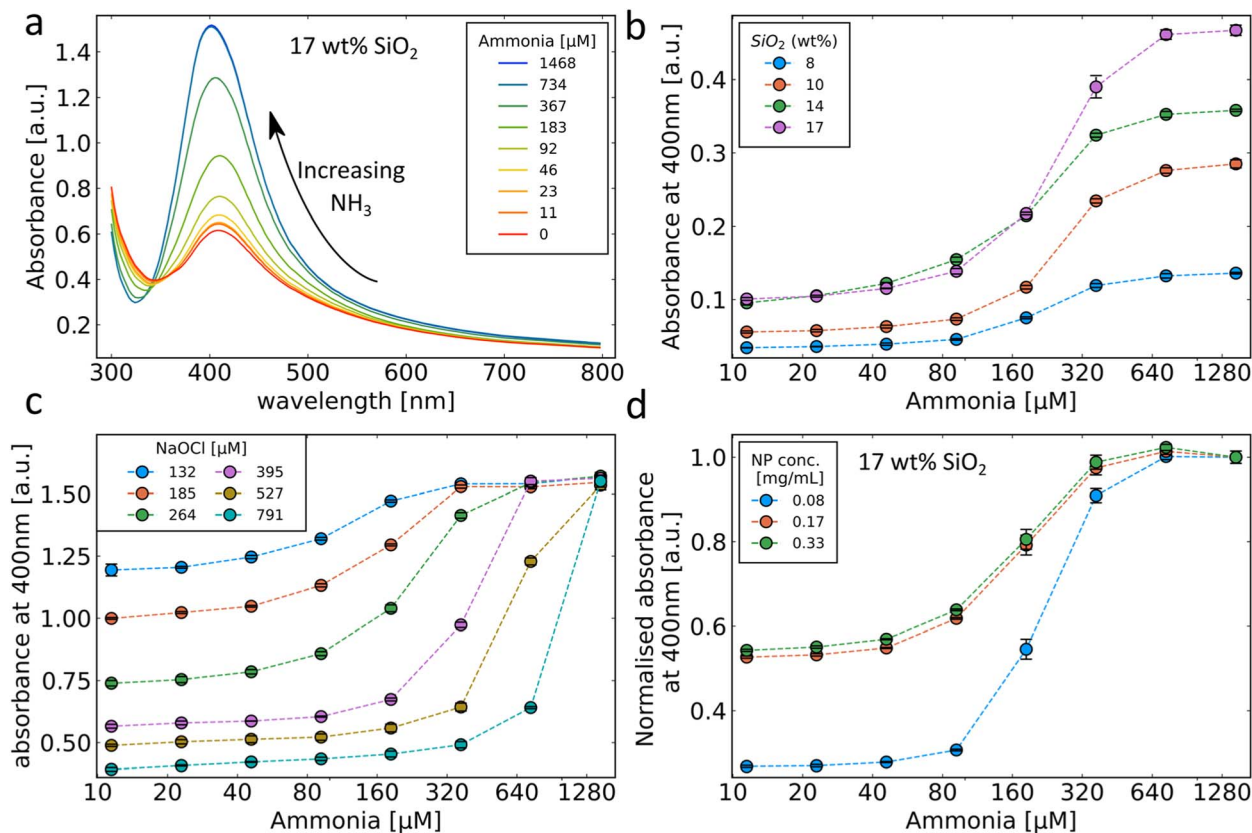 a
17 wt% SiO2
Ammonia [µM]
1468
734
367
183
92
46
23
11
0
Increasing
NH3
Absorbance [a.u.]
1.4
1.2
1.0
0.8
0.6
0.4
0.2
300 400 500 600 700 800
wavelength [nm]
b
SiO2 (wt%)
8
10
14
17
Absorbance at 400nm [a.u.]
0.4
0.3
0.2
0.1
10 20 40 80 160 320 640 1280
Ammonia [µM]
c
NaOCl [µM]
132 395
185 527
264 791
absorbance at 400nm [a.u.]
1.50
1.25
1.00
0.75
0.50
10 20 40 80 160 320 640 1280
Ammonia [µM]
d
NP conc.
[mg/mL]
0.08
0.17
0.33
17 wt% SiO2
Normalised absorbance
at 400nm [a.u.]
1.0
0.8
0.6
0.4
10 20 40 80 160 320 640 1280
Ammonia [µM]